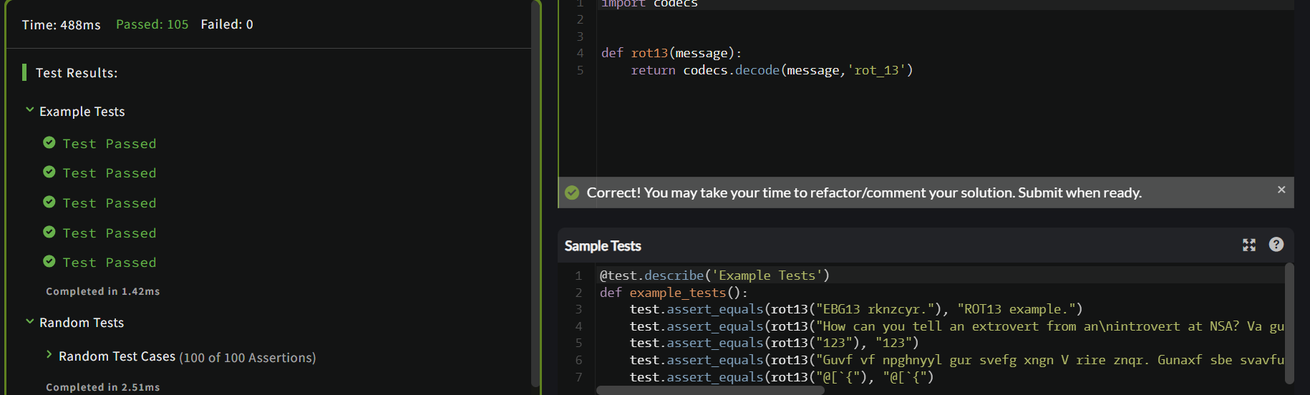 Time: 488ms Passed: 105 Failed: 0
Test Results:
Example Tests
Test Passed
Test Passed
Test Passed
Test Passed
Test Passed
Completed in 1.42ms
Random Tests
Random Test Cases (100 of 100 Assertions)
Completed in 2.51ms
1 import codecs
2
3
4 def rot13(message):
5     return codecs.decode(message,'rot_13')
Correct! You may take your time to refactor/comment your solution. Submit when ready.
Sample Tests
1 @test.describe('Example Tests')
2 def example_tests():
3     test.assert_equals(rot13("EBG13 rknzcyr."), "ROT13 example.")
4     test.assert_equals(rot13("How can you tell an extrovert from an\nintrovert at NSA? Va gu
5     test.assert_equals(rot13("123"), "123")
6     test.assert_equals(rot13("Guvf vf npghnyyl gur svefg xngn V rire znqr. Gunaxf sbe svavfu
7     test.assert_equals(rot13("@[`{"), "@[`{")